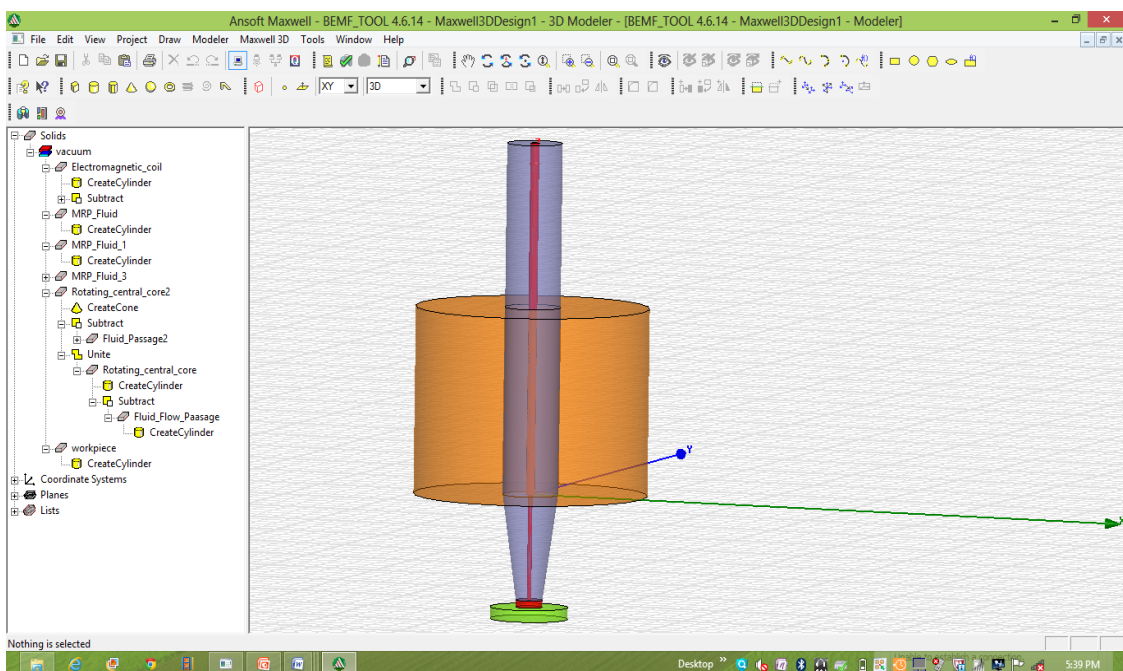 Ansoft Maxwell - BEMF_TOOL 4.6.14 - Maxwell3DDesign1 - 3D Modeler - [BEMF_TOOL 4.6.14 - Maxwell3DDesign1 - Modeler]
File Edit View Project Draw Modeler Maxwell 3D Tools Window Help
XY 3D
Solids
vacuum
Electromagnetic_coil
CreateCylinder
Subtract
MRP_Fluid
CreateCylinder
MRP_Fluid_1
CreateCylinder
MRP_Fluid_3
Rotating_central_core2
CreateCone
Subtract
Fluid_Passage2
Unite
Rotating_central_core
CreateCylinder
Subtract
Fluid_Flow_Paasage
CreateCylinder
workpiece
CreateCylinder
Coordinate Systems
Planes
Lists
Y
Nothing is selected
Desktop
5:39 PM